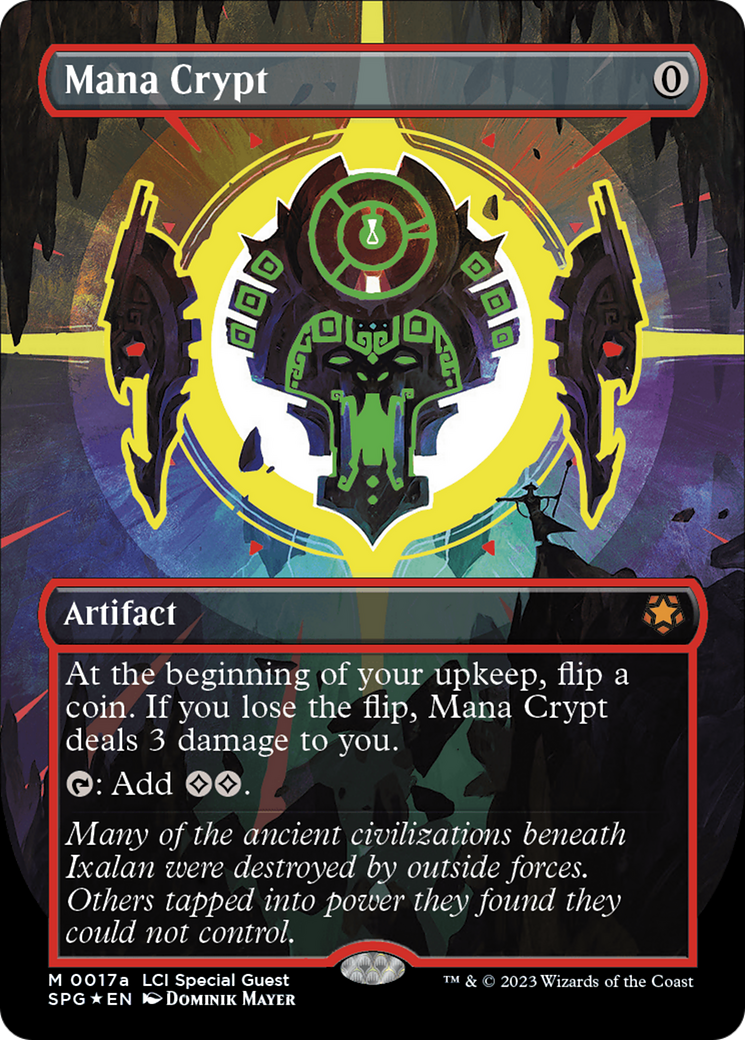 Mana Crypt 0
Artifact
At the beginning of your upkeep, flip a
coin. If you lose the flip, Mana Crypt
deals 3 damage to you.
: Add .
Many of the ancient civilizations beneath
Ixalan were destroyed by outside forces.
Others tapped into power they found they
could not control.
M 0017a LCI Special Guest
SPG ★ EN Dominik Mayer
™ & © 2023 Wizards of the Coast